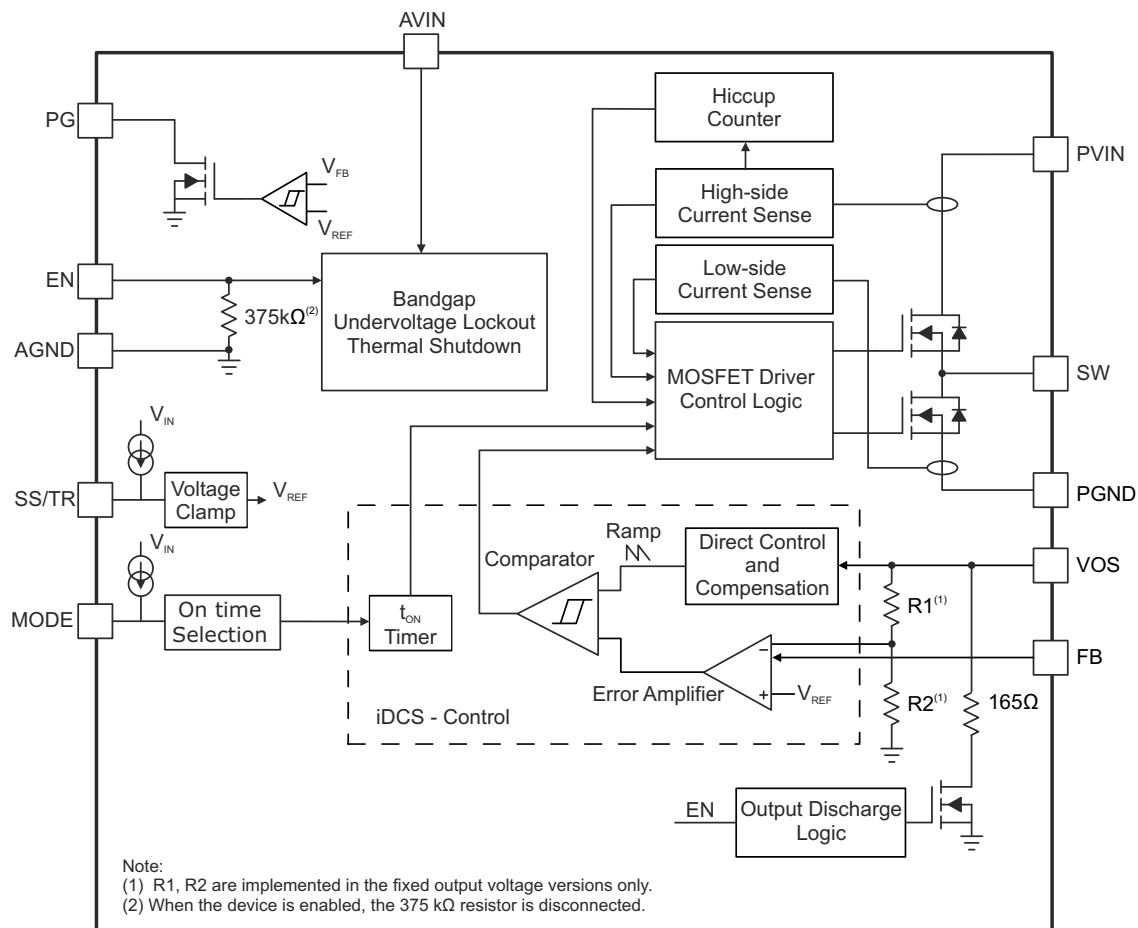 AVIN
PG
V_FB
V_REF
Hiccup
Counter
PVIN
High-side
Current Sense
EN
Low-side
Current Sense
375kΩ(2)
Bandgap
Undervoltage Lockout
Thermal Shutdown
AGND
MOSFET Driver
Control Logic
SW
V_IN
SS/TR
Voltage
Clamp
V_REF
PGND
V_IN
MODE
On time
Selection
Ramp
Comparator
Direct Control
and
Compensation
VOS
t_ON
Timer
R1(1)
−
FB
Error Amplifier
+
V_REF
R2(1)
165Ω
iDCS - Control
EN
Output Discharge
Logic
Note:
(1) R1, R2 are implemented in the fixed output voltage versions only.
(2) When the device is enabled, the 375 kΩ resistor is disconnected.